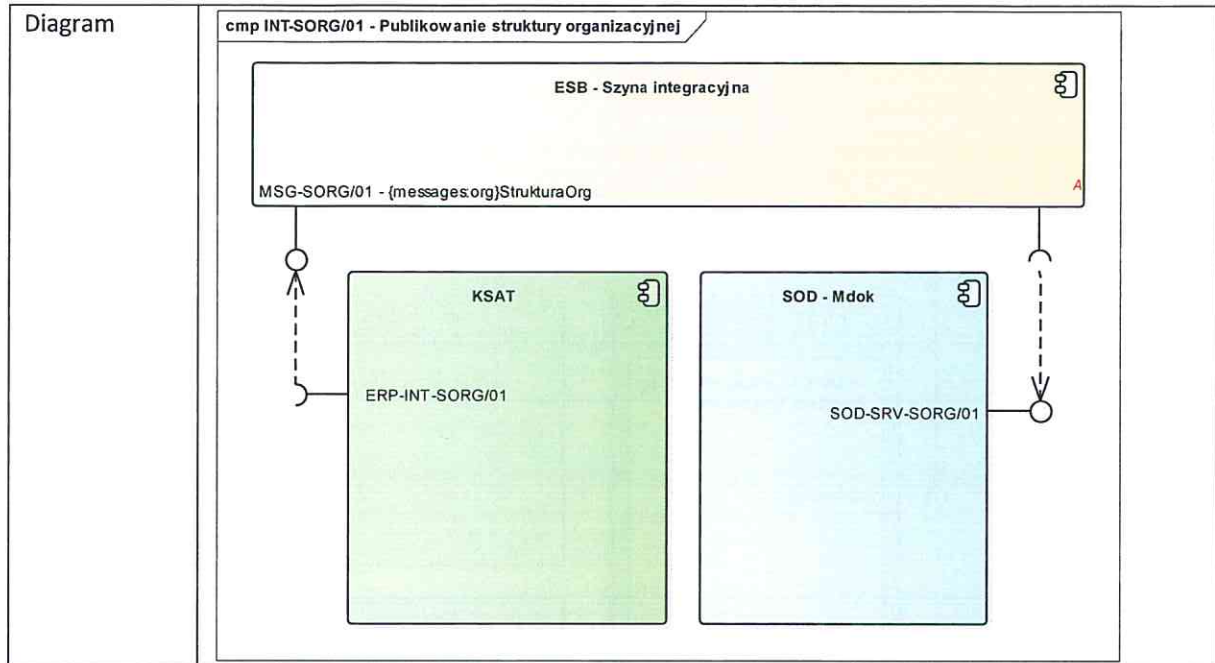 Diagram
cmp INT-SORG/01 - Publikowanie struktury organizacyjnej
ESB - Szyna integracyjna
MSG-SORG/01 - {messages:org}StrukturaOrg
A
KSAT
ERP-INT-SORG/01
SOD - Mdok
SOD-SRV-SORG/01